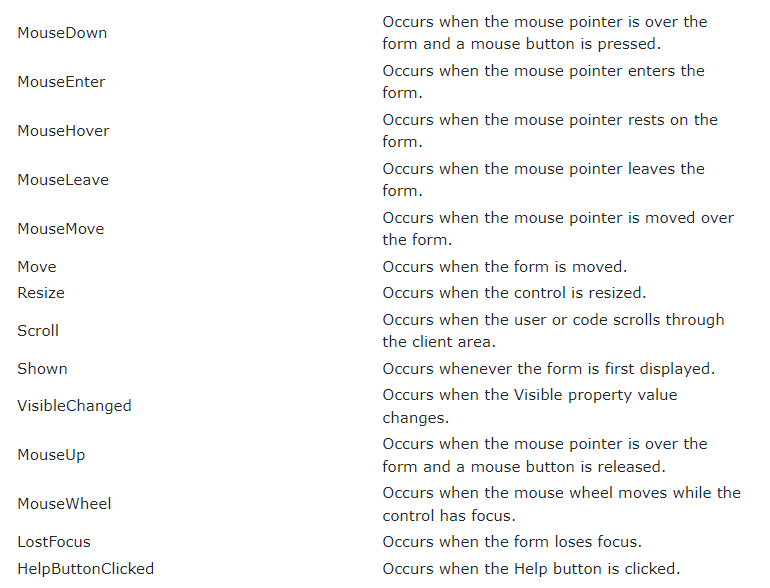 MouseDown
Occurs when the mouse pointer is over the
form and a mouse button is pressed.
MouseEnter
Occurs when the mouse pointer enters the
form.
MouseHover
Occurs when the mouse pointer rests on the
form.
MouseLeave
Occurs when the mouse pointer leaves the
form.
MouseMove
Occurs when the mouse pointer is moved over
the form.
Move
Occurs when the form is moved.
Resize
Occurs when the control is resized.
Scroll
Occurs when the user or code scrolls through
the client area.
Shown
Occurs whenever the form is first displayed.
VisibleChanged
Occurs when the Visible property value
changes.
MouseUp
Occurs when the mouse pointer is over the
form and a mouse button is released.
MouseWheel
Occurs when the mouse wheel moves while the
control has focus.
LostFocus
Occurs when the form loses focus.
HelpButtonClicked
Occurs when the Help button is clicked.